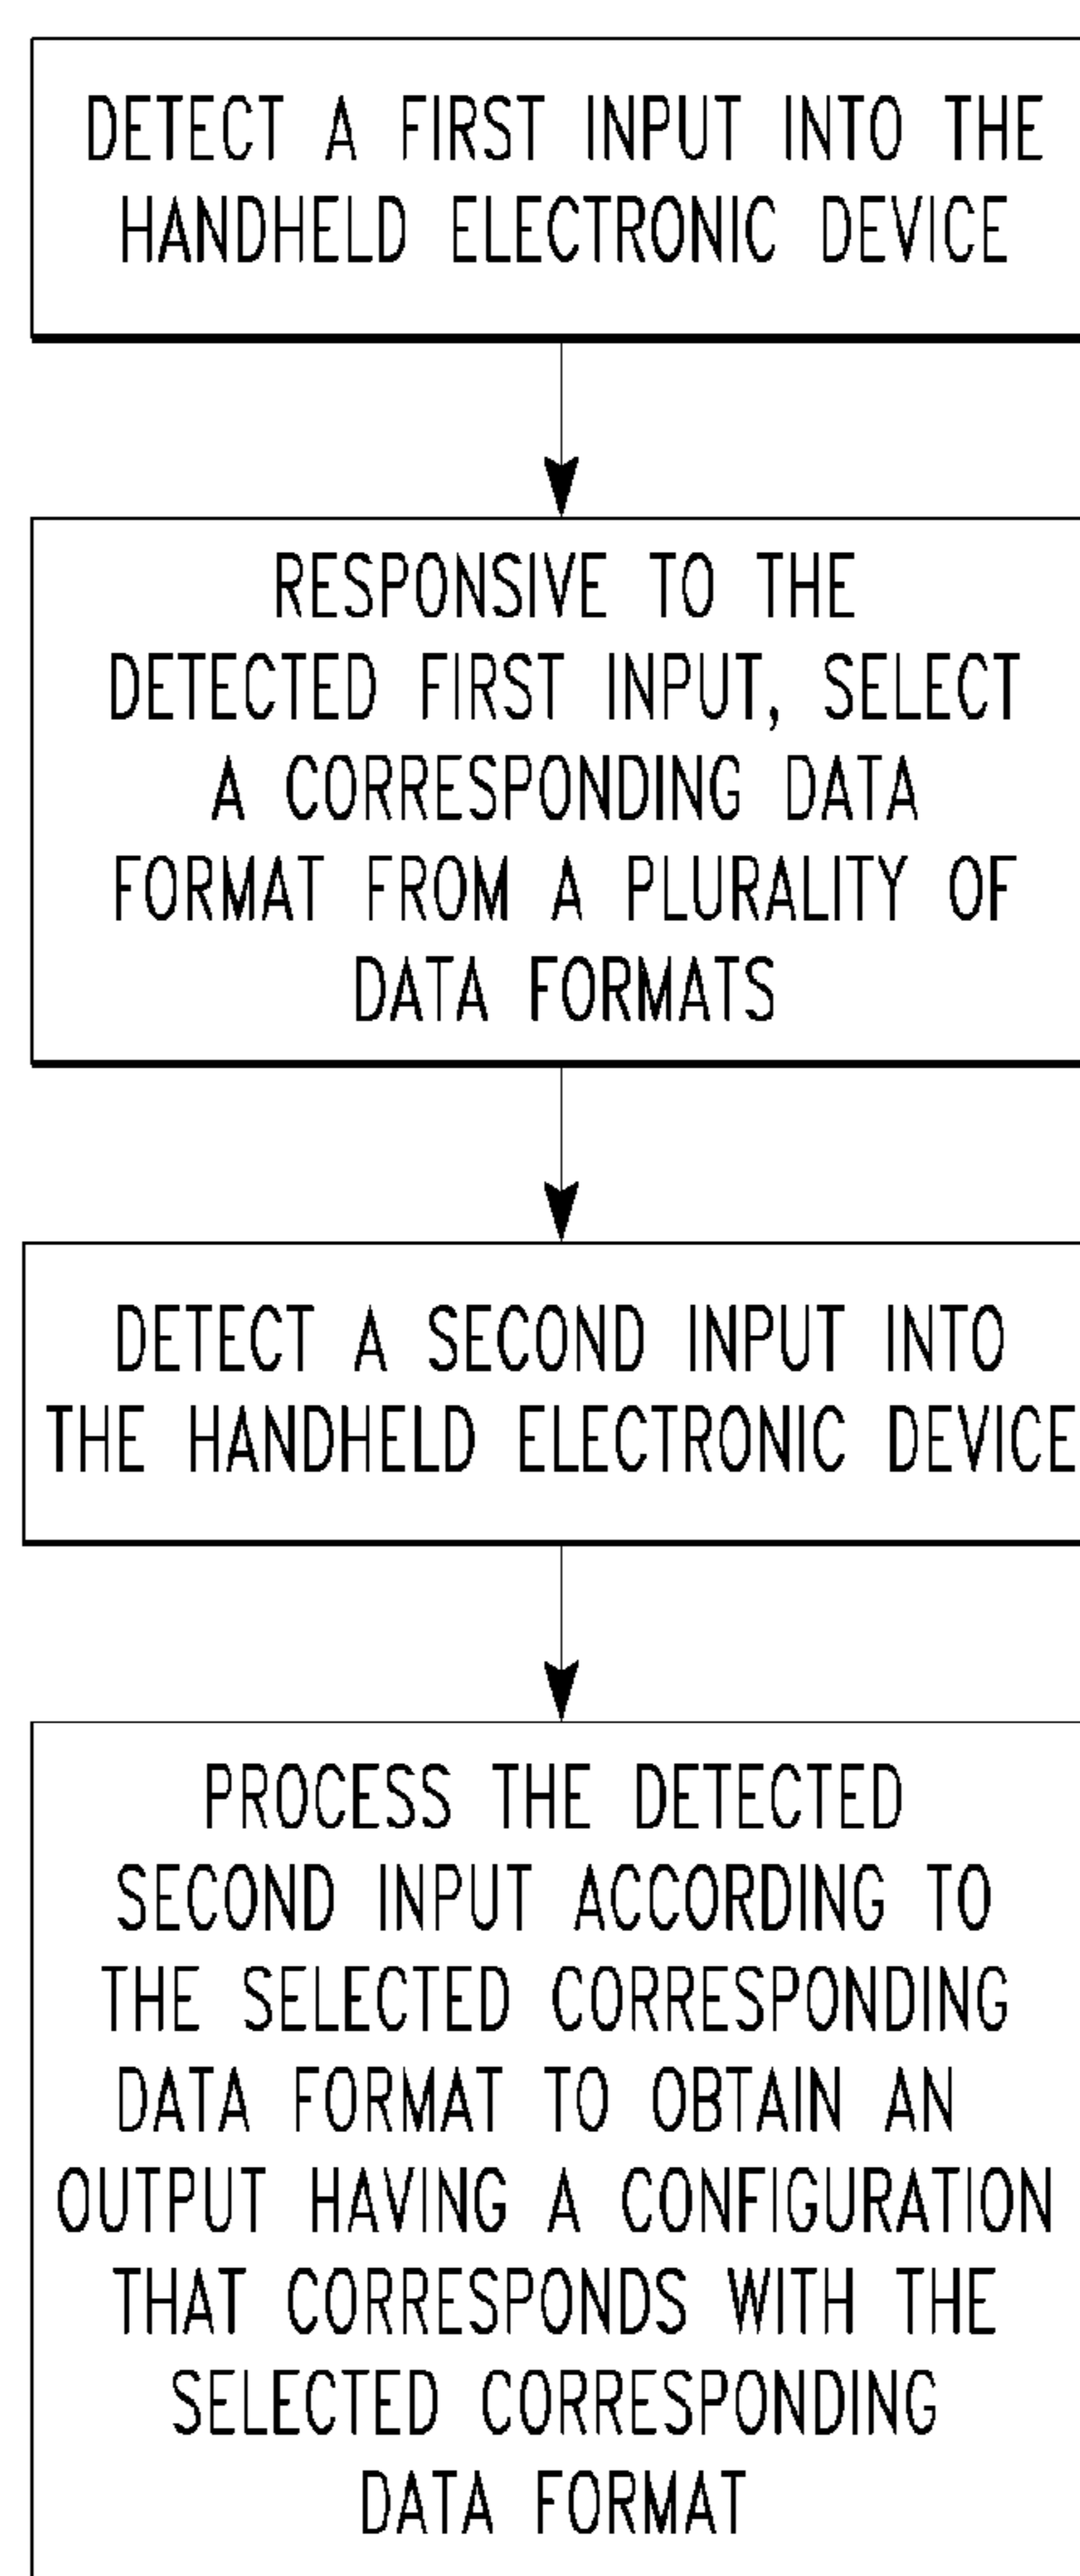 DETECT A FIRST INPUT INTO THE
HANDHELD ELECTRONIC DEVICE
RESPONSIVE TO THE
DETECTED FIRST INPUT, SELECT
A CORRESPONDING DATA
FORMAT FROM A PLURALITY OF
DATA FORMATS
DETECT A SECOND INPUT INTO
THE HANDHELD ELECTRONIC DEVICE
PROCESS THE DETECTED
SECOND INPUT ACCORDING TO
THE SELECTED CORRESPONDING
DATA FORMAT TO OBTAIN AN
OUTPUT HAVING A CONFIGURATION
THAT CORRESPONDS WITH THE
SELECTED CORRESPONDING
DATA FORMAT